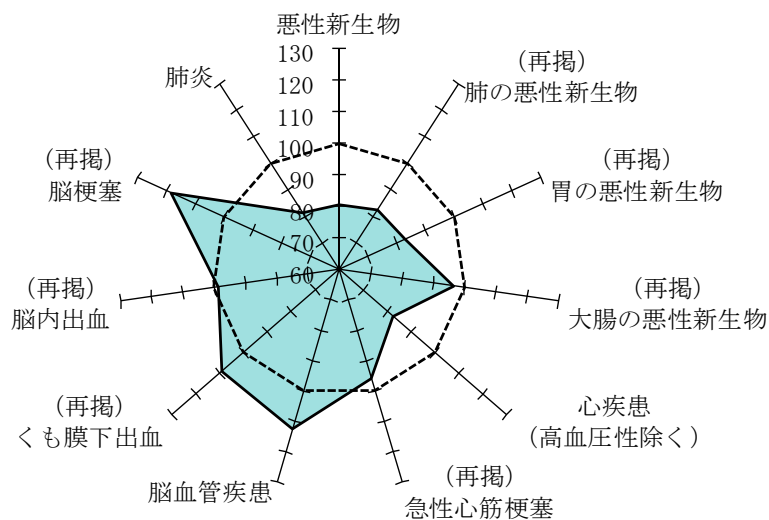 悪性新生物
(再掲)
肺の悪性新生物
(再掲)
胃の悪性新生物
(再掲)
大腸の悪性新生物
心疾患
(高血圧性除く)
(再掲)
急性心筋梗塞
脳血管疾患
(再掲)
くも膜下出血
(再掲)
脳内出血
(再掲)
脳梗塞
肺炎
130
120
110
100
90
80
70
60